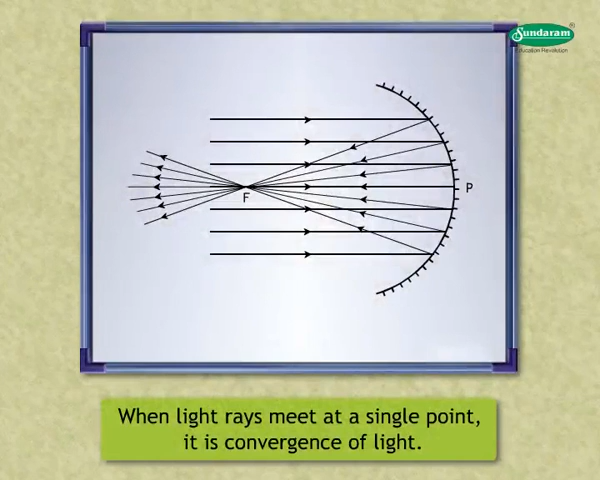 Sundaram®
Education Revolution
F
P
When light rays meet at a single point,
it is convergence of light.